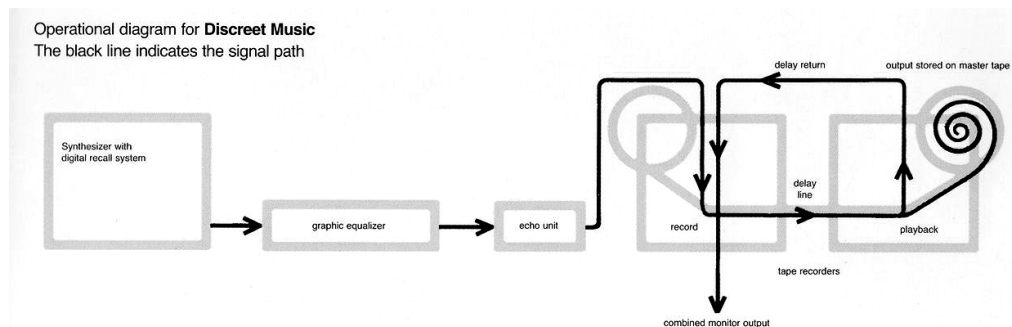 Operational diagram for Discreet Music
The black line indicates the signal path
delay return
output stored on master tape
Synthesizer with
digital recall system
delay
line
graphic equalizer
echo unit
record
playback
tape recorders
combined monitor output